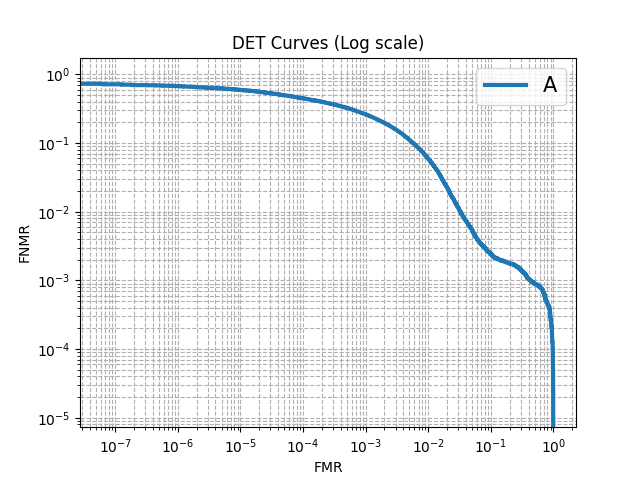 DET Curves (Log scale)
A
10⁰
10⁻¹
10⁻²
10⁻³
10⁻⁴
10⁻⁵
FNMR
10⁻⁷ 10⁻⁶ 10⁻⁵ 10⁻⁴ 10⁻³ 10⁻² 10⁻¹ 10⁰
FMR